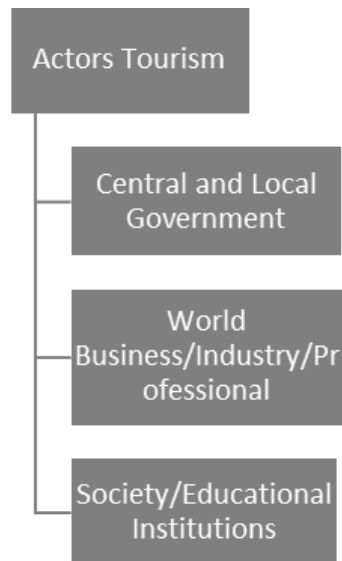 Actors Tourism
Central and Local
Government
World
Business/Industry/Pr
ofessional
Society/Educational
Institutions